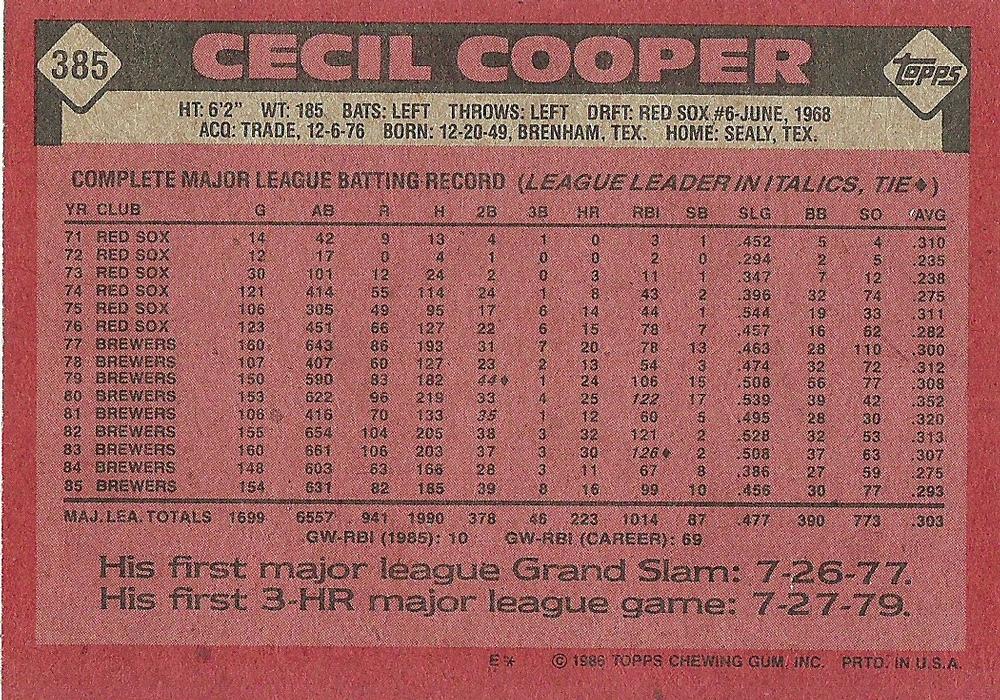 385 CECIL COOPER Topps
HT: 6'2" WT: 185. BATS: LEFT THROWS: LEFT DRFT: RED SOX #6-JUNE, 1968
ACQ: TRADE, 12-6-76 BORN: 12-20-49, BRENHAM, TEX. HOME: SEALY, TEX.
COMPLETE MAJOR LEAGUE BATTING RECORD (LEAGUE LEADER IN ITALICS, TIE♦)
YR CLUB G AB R H 2B 3B HR RBI SB SLG BB SO AVG
71 RED SOX 14 42 9 13 4 1 0 3 1 .452 5 4 .310
72 RED SOX 12 17 0 4 1 0 0 2 0 .294 2 5 .235
73 RED SOX 30 101 12 24 2 0 3 11 1 .347 7 12 .238
74 RED SOX 121 414 55 114 24 1 8 43 2 .396 32 74 .275
75 RED SOX 106 305 49 95 17 6 14 44 1 .544 19 33 .311
76 RED SOX 123 451 66 127 22 6 15 78 7 .457 16 62 .282
77 BREWERS 160 643 86 193 31 7 20 78 13 .463 28 110 .300
78 BREWERS 107 407 60 127 23 2 13 54 3 .474 32 72 .312
79 BREWERS 150 590 83 182 44♦ 1 24 106 15 .508 56 77 .308
80 BREWERS 153 622 96 219 33 4 25 122 17 .539 39 42 .352
81 BREWERS 106 416 70 133 35 1 12 60 5 .495 28 30 .320
82 BREWERS 155 654 104 205 38 3 32 121 2 .528 32 53 .313
83 BREWERS 160 661 106 203 37 3 30 126♦ 2 .508 37 63 .307
84 BREWERS 148 603 63 166 28 3 11 67 8 .386 27 59 .275
85 BREWERS 154 631 82 185 39 8 16 99 10 .456 30 77 .293
MAJ. LEA. TOTALS 1699 6557 941 1990 378 46 223 1014 87 .477 390 773 .303
GW-RBI (1985): 10 GW-RBI (CAREER): 69
His first major league Grand Slam: 7-26-77.
His first 3-HR major league game: 7-27-79.
E* © 1986 TOPPS CHEWING GUM, INC. PRTD. IN U.S.A.